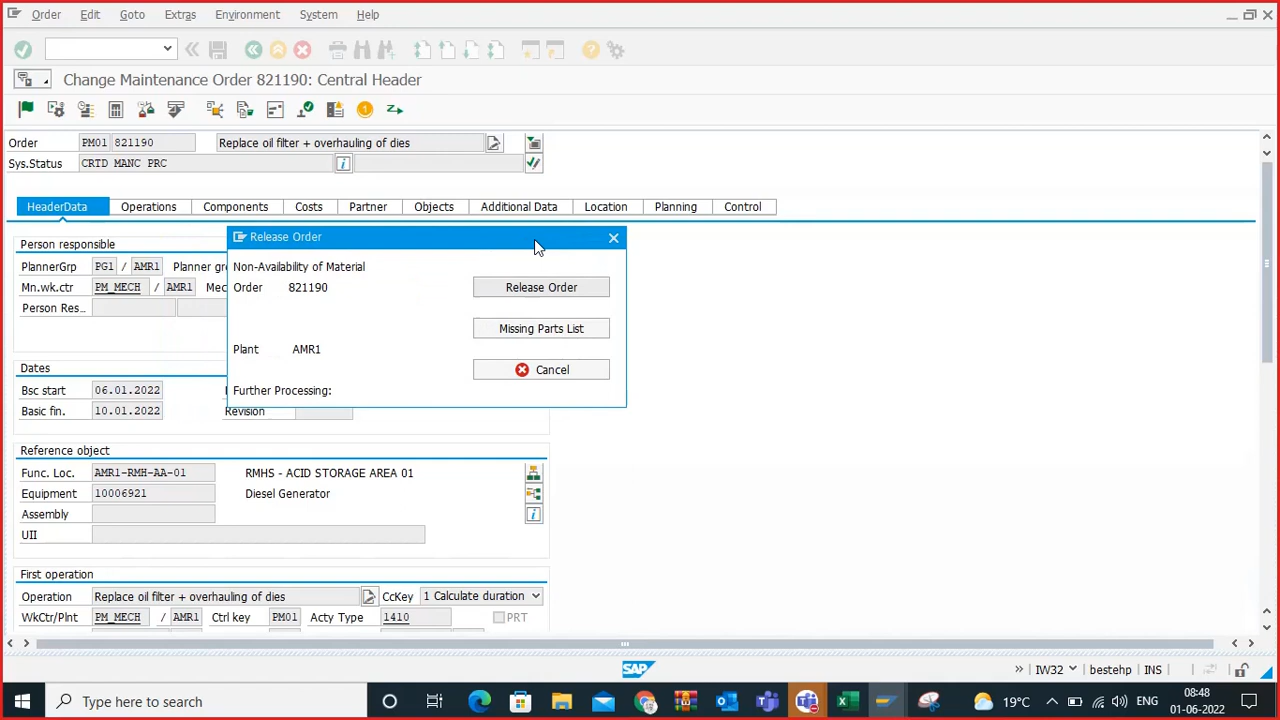 Order Edit Goto Extras Environment System Help
Change Maintenance Order 821190: Central Header
Order PM01 821190 Replace oil filter + overhauling of dies
Sys.Status CRTD MANC PRC
HeaderData Operations Components Costs Partner Objects Additional Data Location Planning Control
Person responsible
PlannerGrp PG1 / AMR1 Planner gr
Mn.wk.ctr PM_MECH / AMR1 Mec
Person Res...
Release Order
Non-Availability of Material
Order 821190
Release Order
Missing Parts List
Plant AMR1
Cancel
Further Processing:
Dates
Bsc start 06.01.2022
Basic fin. 10.01.2022 Revision
Reference object
Func. Loc. AMR1-RMH-AA-01 RMHS - ACID STORAGE AREA 01
Equipment 10006921 Diesel Generator
Assembly
UII
First operation
Operation Replace oil filter + overhauling of dies CcKey 1 Calculate duration
WkCtr/Plnt PM_MECH / AMR1 Ctrl key PM01 Acty Type 1410 PRT
SAP
IW32 bestehp INS
Type here to search
19°C ENG
08:48
01-06-2022